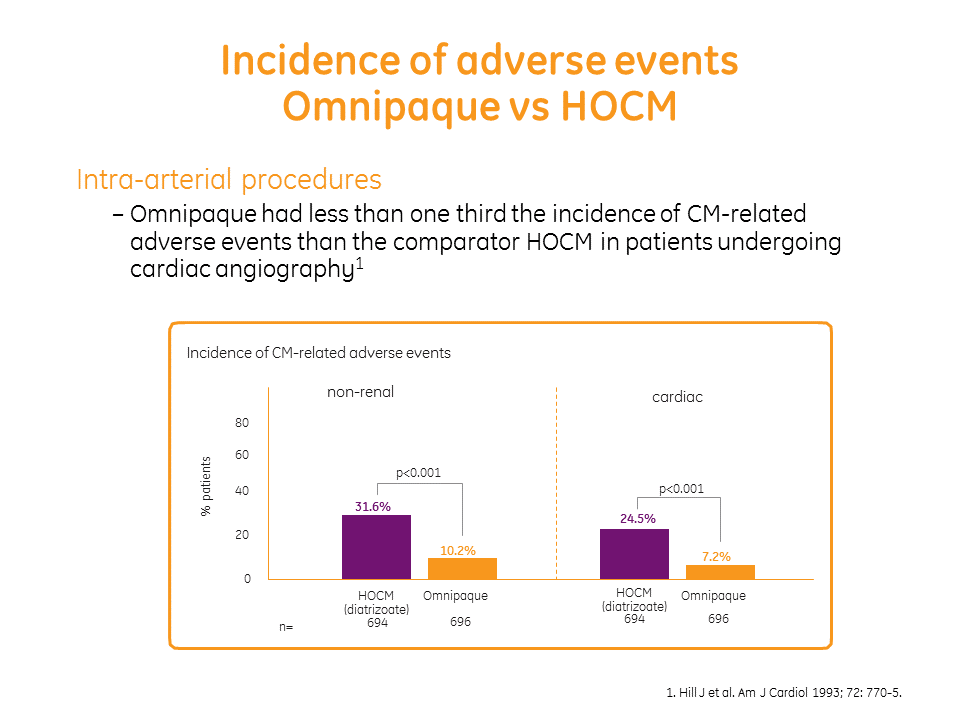 Incidence of adverse events
Omnipaque vs HOCM
Intra-arterial procedures
– Omnipaque had less than one third the incidence of CM-related
adverse events than the comparator HOCM in patients undergoing
cardiac angiography1
Incidence of CM-related adverse events
non-renal
cardiac
% patients
80
60
40
20
0
p<0.001
31.6%
10.2%
p<0.001
24.5%
7.2%
HOCM
(diatrizoate)
694
Omnipaque
696
HOCM
(diatrizoate)
694
Omnipaque
696
n=
1. Hill J et al. Am J Cardiol 1993; 72: 770-5.